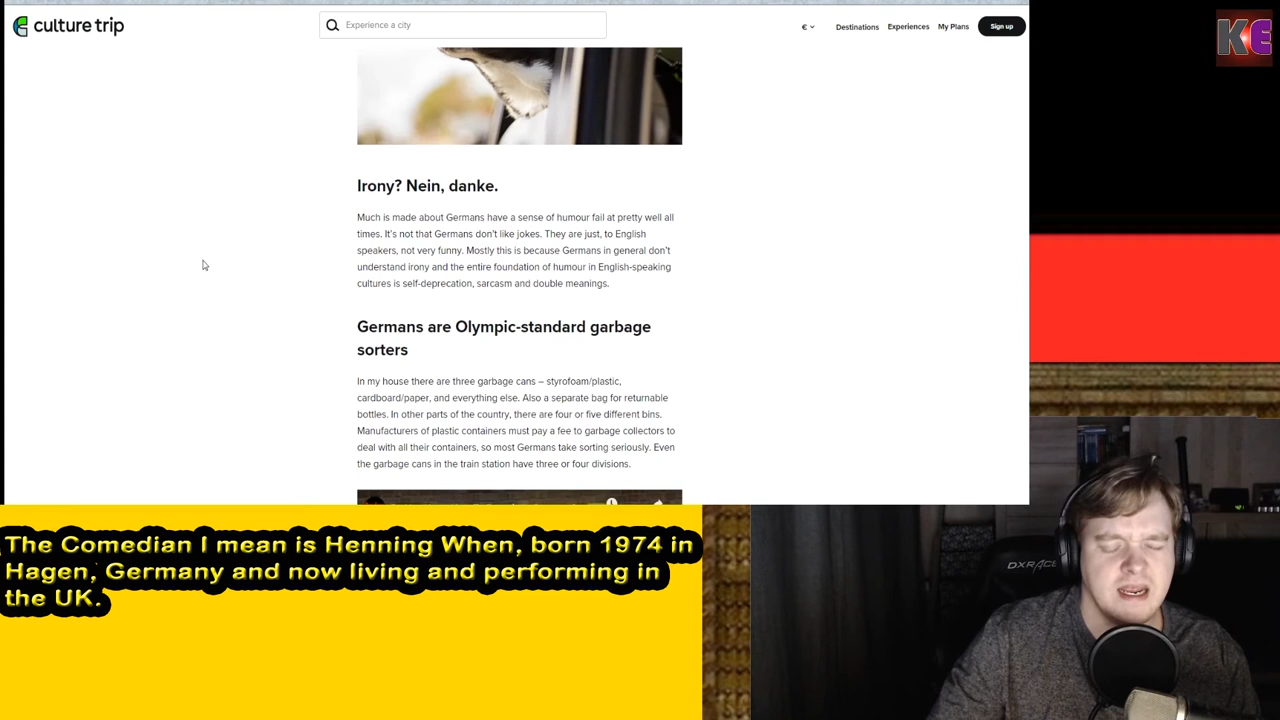 culture trip
Experience a city
€
Destinations
Experiences
My Plans
Sign up
KE
Irony? Nein, danke.
Much is made about Germans have a sense of humour fail at pretty well all
times. It's not that Germans don't like jokes. They are just, to English
speakers, not very funny. Mostly this is because Germans in general don't
understand irony and the entire foundation of humour in English-speaking
cultures is self-deprecation, sarcasm and double meanings.
Germans are Olympic-standard garbage
sorters
In my house there are three garbage cans – styrofoam/plastic,
cardboard/paper, and everything else. Also a separate bag for returnable
bottles. In other parts of the country, there are four or five different bins.
Manufacturers of plastic containers must pay a fee to garbage collectors to
deal with all their containers, so most Germans take sorting seriously. Even
the garbage cans in the train station have three or four divisions.
The Comedian I mean is Henning When, born 1974 in
Hagen, Germany and now living and performing in
the UK.
DXRACER